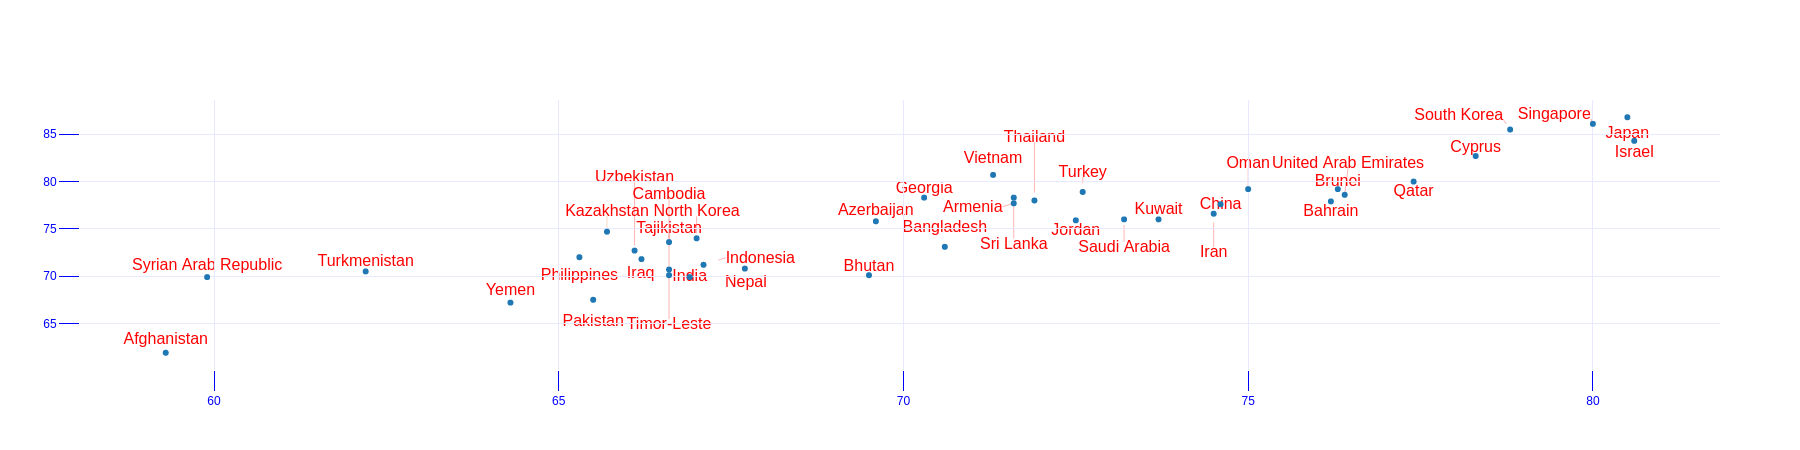 South Korea
Singapore
85
Japan
Thailand
Cyprus
Israel
Vietnam
Oman
United Arab Emirates
Turkey
Uzbekistan
80
Brunei
Georgia
Qatar
Cambodia
Kazakhstan
North Korea
Azerbaijan
Armenia
Kuwait
China
Bahrain
75
Tajikistan
Bangladesh
Jordan
Sri Lanka
Saudi Arabia
Iran
Syrian Arab Republic
Turkmenistan
Indonesia
Bhutan
70
Philippines
Iraq
India
Nepal
Yemen
65
Pakistan
Timor-Leste
Afghanistan
60
65
70
75
80